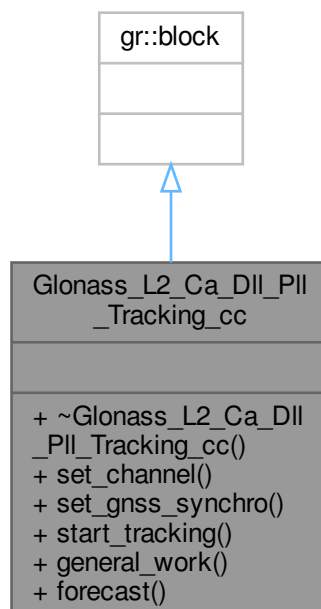 gr::block
Glonass_L2_Ca_Dll_Pll
_Tracking_cc
+ ~Glonass_L2_Ca_Dll
_Pll_Tracking_cc()
+ set_channel()
+ set_gnss_synchro()
+ start_tracking()
+ general_work()
+ forecast()